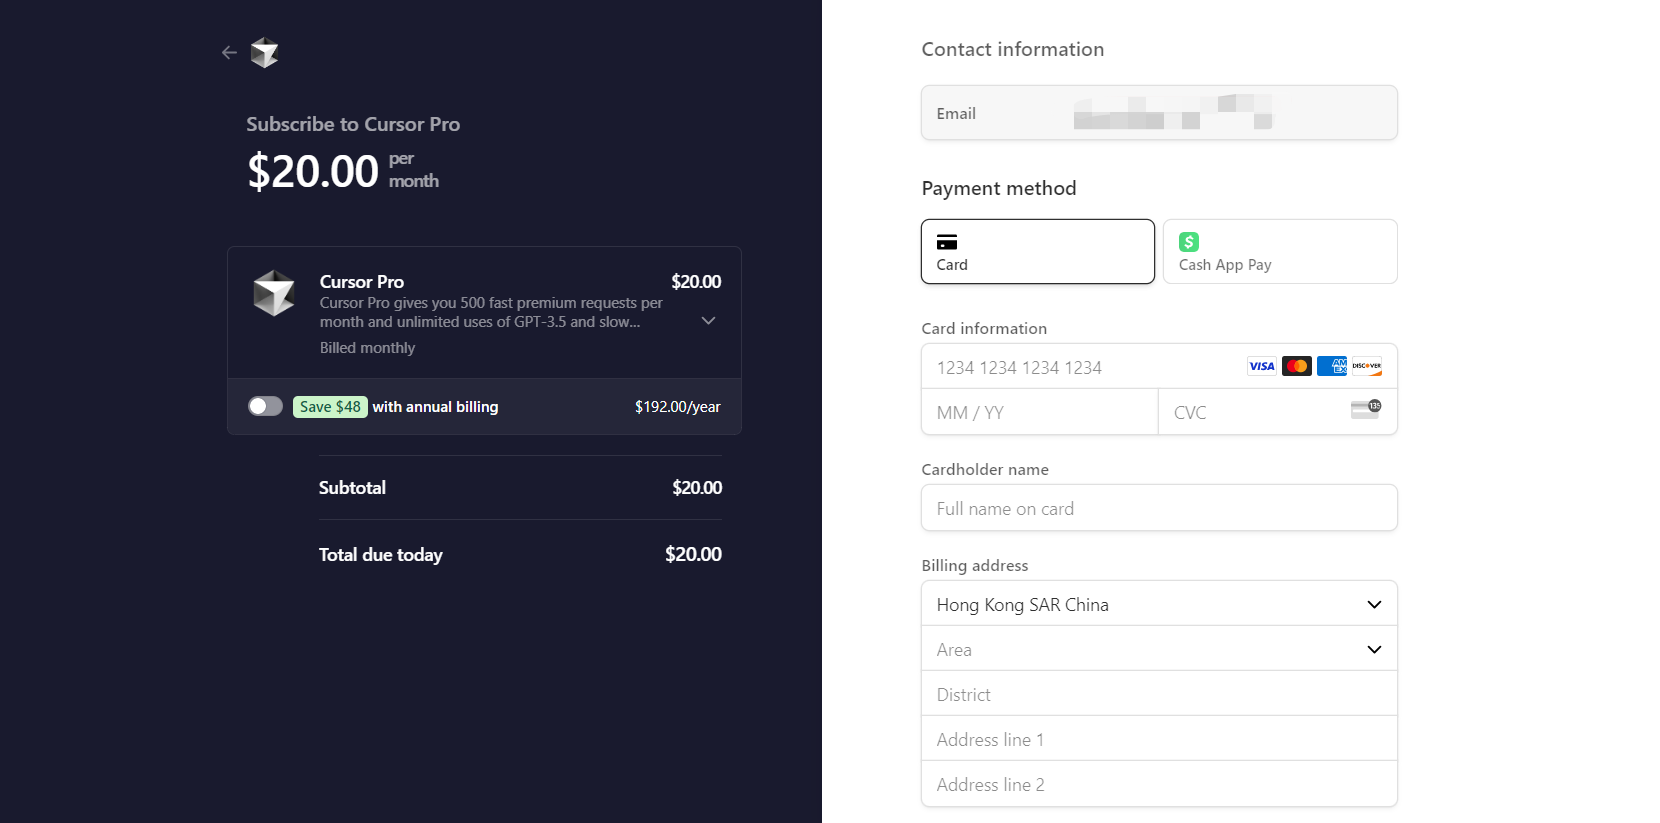 Subscribe to Cursor Pro
$20.00 per
month
Cursor Pro
$20.00
Cursor Pro gives you 500 fast premium requests per
month and unlimited uses of GPT-3.5 and slow...
Billed monthly
Save $48 with annual billing
$192.00/year
Subtotal
$20.00
Total due today
$20.00
Contact information
Email
Payment method
Card
$
Cash App Pay
Card information
1234 1234 1234 1234
VISA
AM
EX
DISCOVER
MM / YY
CVC
135
Cardholder name
Full name on card
Billing address
Hong Kong SAR China
Area
District
Address line 1
Address line 2